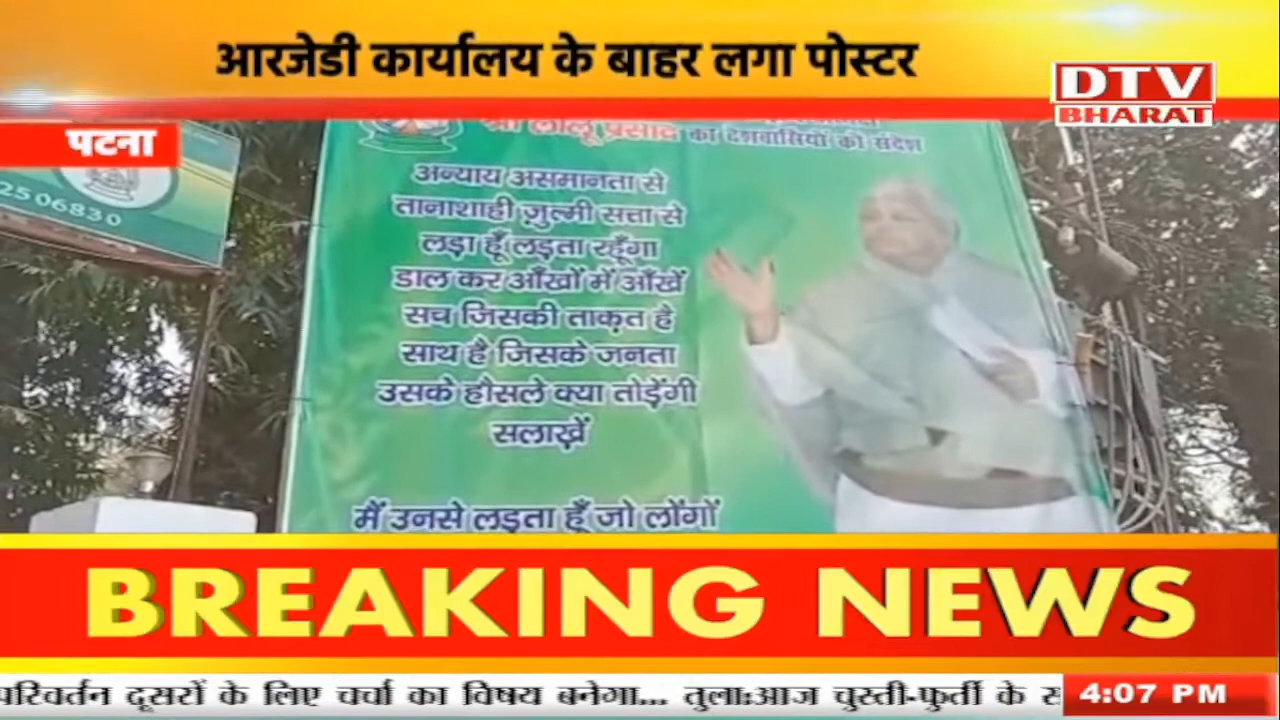 आरजेडी कार्यालय के बाहर लगा पोस्टर
DTV
BHARAT
पटना
2506830
श्री लालू प्रसाद का देशवासियों को संदेश
अन्याय असमानता से
तानाशाही ज़ुल्मी सत्ता से
लड़ा हूँ लड़ता रहूँगा
डाल कर आँखों में आँखें
सच जिसकी ताक़त है
साथ है जिसके जनता
उसके हौसले क्या तोड़ेंगी
सलाख़ें
मैं उनसे लड़ता हूँ जो लोंगों
BREAKING NEWS
परिवर्तन दूसरों के लिए चर्चा का विषय बनेगा... तुला:आज चुस्ती-फुर्ती के
4:07 PM